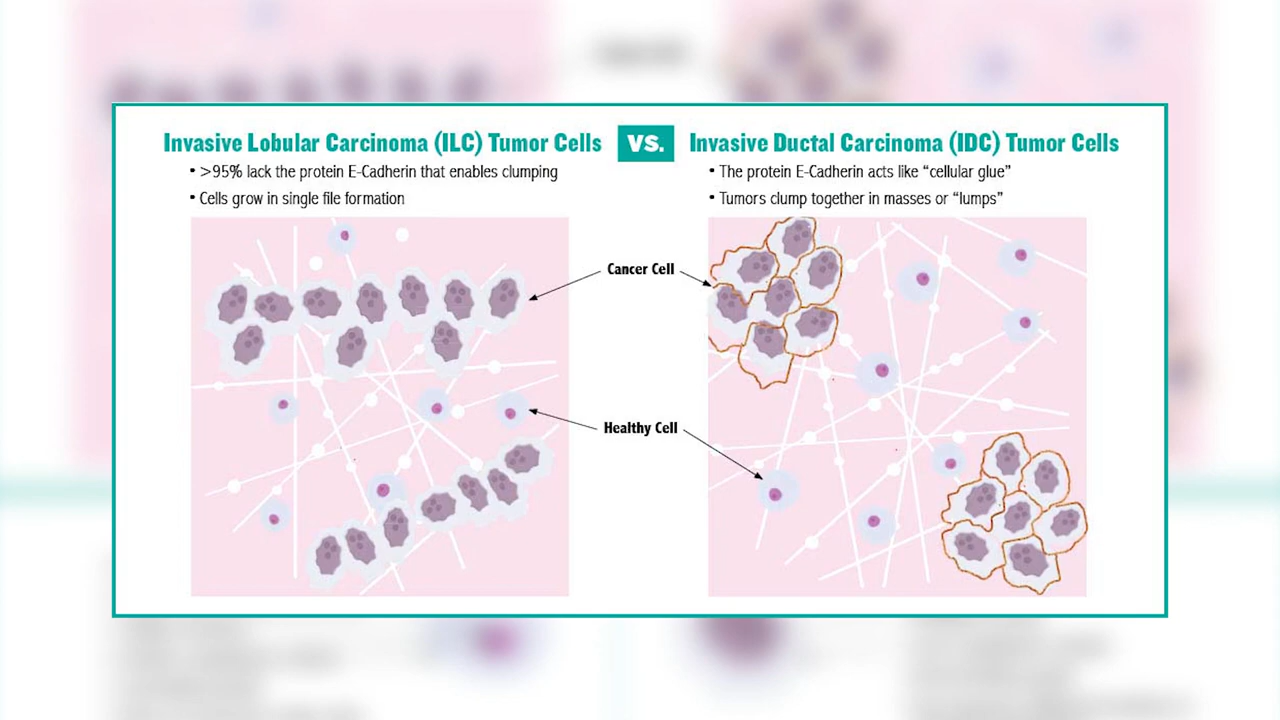 Invasive Lobular Carcinoma (ILC) Tumor Cells
• >95% lack the protein E-Cadherin that enables clumping
• Cells grow in single file formation
VS.
Invasive Ductal Carcinoma (IDC) Tumor Cells
• The protein E-Cadherin acts like “cellular glue”
• Tumors clump together in masses or “lumps”
Cancer Cell
Healthy Cell